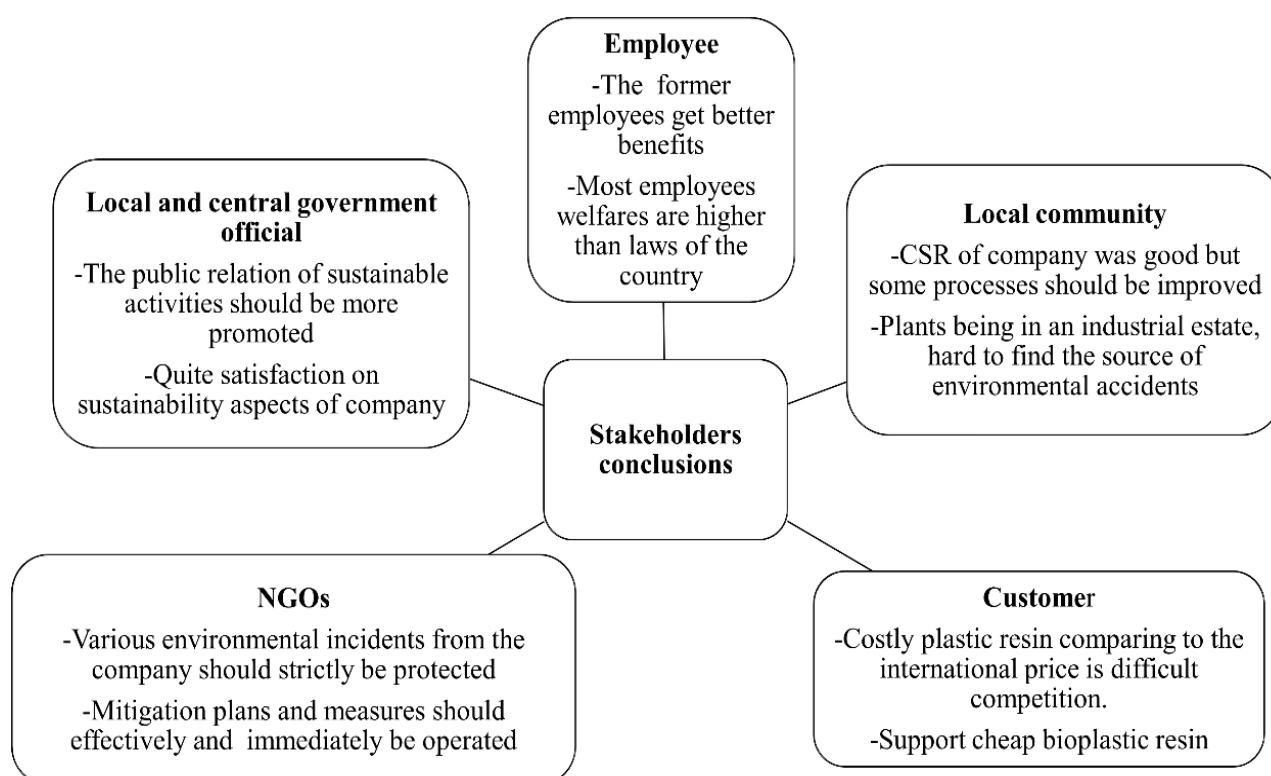 Employee
-The former
employees get better
benefits
-Most employees
welfares are higher
than laws of the
country
Local and central government
official
-The public relation of sustainable
activities should be more
promoted
-Quite satisfaction on
sustainability aspects of company
Local community
-CSR of company was good but
some processes should be improved
-Plants being in an industrial estate,
hard to find the source of
environmental accidents
Stakeholders
conclusions
NGOs
-Various environmental incidents from the
company should strictly be protected
-Mitigation plans and measures should
effectively and immediately be operated
Customer
-Costly plastic resin comparing to the
international price is difficult
competition.
-Support cheap bioplastic resin